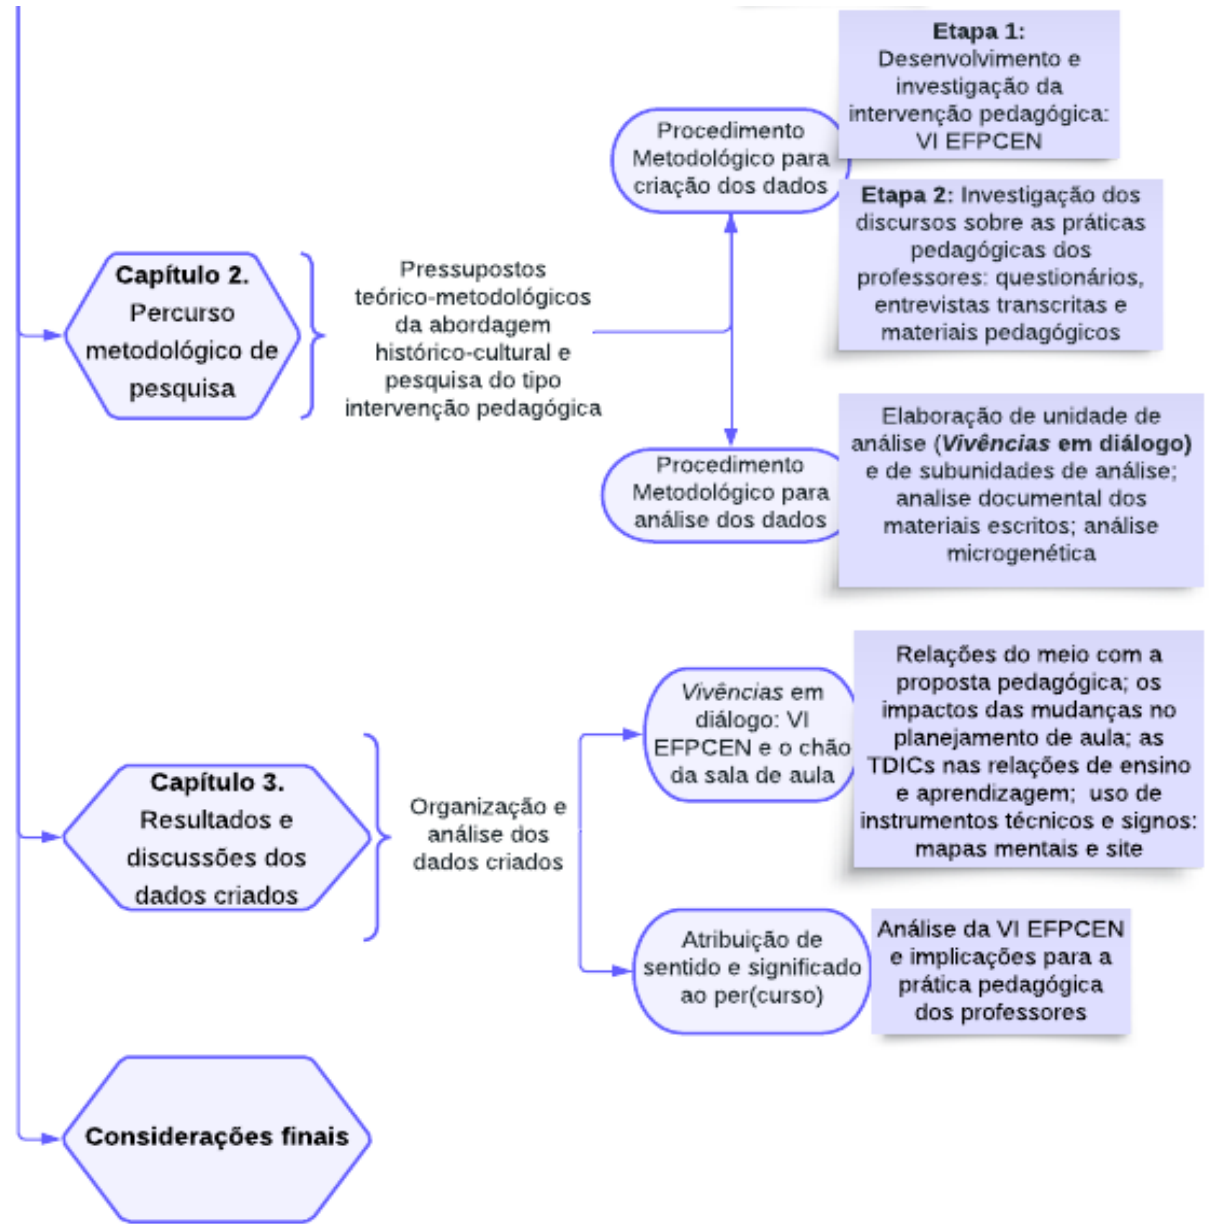 Capítulo 2.
Percurso
metodológico de
pesquisa
Pressupostos
teórico-metodológicos
da abordagem
histórico-cultural e
pesquisa do tipo
intervenção pedagógica
Procedimento
Metodológico para
criação dos dados
Etapa 1:
Desenvolvimento e
investigação da
intervenção pedagógica:
VI EFPCEN
Etapa 2: Investigação dos
discursos sobre as práticas
pedagógicas dos
professores: questionários,
entrevistas transcritas e
materiais pedagógicos
Procedimento
Metodológico para
análise dos dados
Elaboração de unidade de
análise (Vivências em diálogo)
e de subunidades de análise;
analise documental dos
materiais escritos; análise
microgenética
Capítulo 3.
Resultados e
discussões dos
dados criados
Organização e
análise dos
dados criados
Vivências em
diálogo: VI
EFPCEN e o chão
da sala de aula
Relações do meio com a
proposta pedagógica; os
impactos das mudanças no
planejamento de aula; as
TDICs nas relações de ensino
e aprendizagem; uso de
instrumentos técnicos e signos:
mapas mentais e site
Atribuição de
sentido e significado
ao per(curso)
Análise da VI EFPCEN
e implicações para a
prática pedagógica
dos professores
Considerações finais